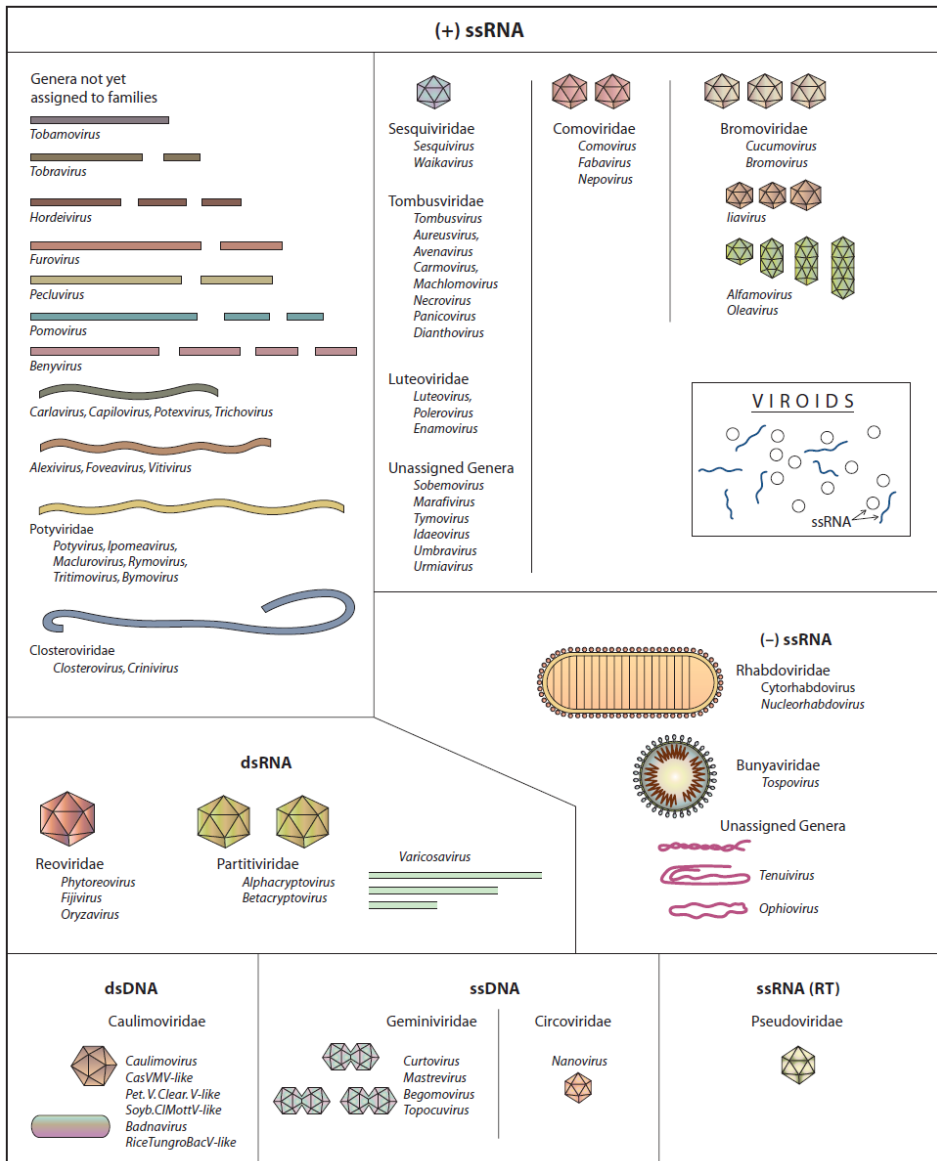 (+) ssRNA
Genera not yet
assigned to families
Tobamovirus
Tobravirus
Hordeivirus
Furovirus
Pecluvirus
Pomovirus
Benyvirus
Carlavirus, Capilovirus, Potexvirus, Trichovirus
Alexivirus, Foveavirus, Vitivirus
Potyviridae
Potyvirus, Ipomeavirus,
Maclurovirus, Rymovirus,
Tritimovirus, Bymovirus
Closteroviridae
Closterovirus, Crinivirus
Sesquiviridae
Sesquivirus
Waikavirus
Tombusviridae
Tombusvirus
Aureusvirus,
Avenavirus
Carmovirus,
Machlomovirus
Necrovirus
Panicovirus
Dianthovirus
Luteoviridae
Luteovirus,
Polerovirus
Enamovirus
Unassigned Genera
Sobemovirus
Marafivirus
Tymovirus
Idaeovirus
Umbravirus
Urmiavirus
Comoviridae
Comovirus
Fabavirus
Nepovirus
Bromoviridae
Cucumovirus
Bromovirus
Iiavirus
Alfamovirus
Oleavirus
VIROIDS
ssRNA
(–) ssRNA
Rhabdoviridae
Cytorhabdovirus
Nucleorhabdovirus
Bunyaviridae
Tospovirus
Unassigned Genera
Tenuivirus
Ophiovirus
dsRNA
Reoviridae
Phytoreovirus
Fijivirus
Oryzavirus
Partitiviridae
Alphacryptovirus
Betacryptovirus
Varicosavirus
dsDNA
Caulimoviridae
Caulimovirus
CasVMV-like
Pet. V. Clear. V-like
Soyb.ClMottV-like
Badnavirus
RiceTungroBacV-like
ssDNA
Geminiviridae
Curtovirus
Mastrevirus
Begomovirus
Topocuvirus
Circoviridae
Nanovirus
ssRNA (RT)
Pseudoviridae